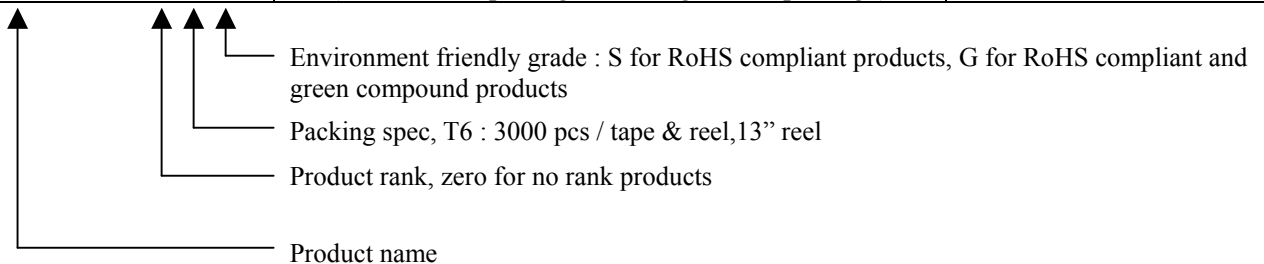 Environment friendly grade : S for RoHS compliant products, G for RoHS compliant and
green compound products
Packing spec, T6 : 3000 pcs / tape & reel,13” reel
Product rank, zero for no rank products
Product name